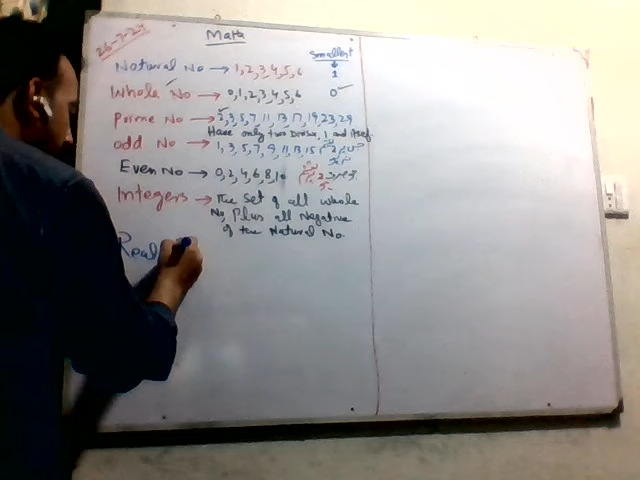 Math
Smallest
Natural No → 1,2,3,4,5,6 1
Whole No → 0,1,2,3,4,5,6 0
Prime No → 2,3,5,7,11,13,17,19,23,29
Have only two Divisor, 1 and itself
odd No → 1,3,5,7,9,11,13,15
Even No → 0,2,4,6,8,10
Integers → The set of all whole
No, Plus all Negative
of the Natural No.
Real